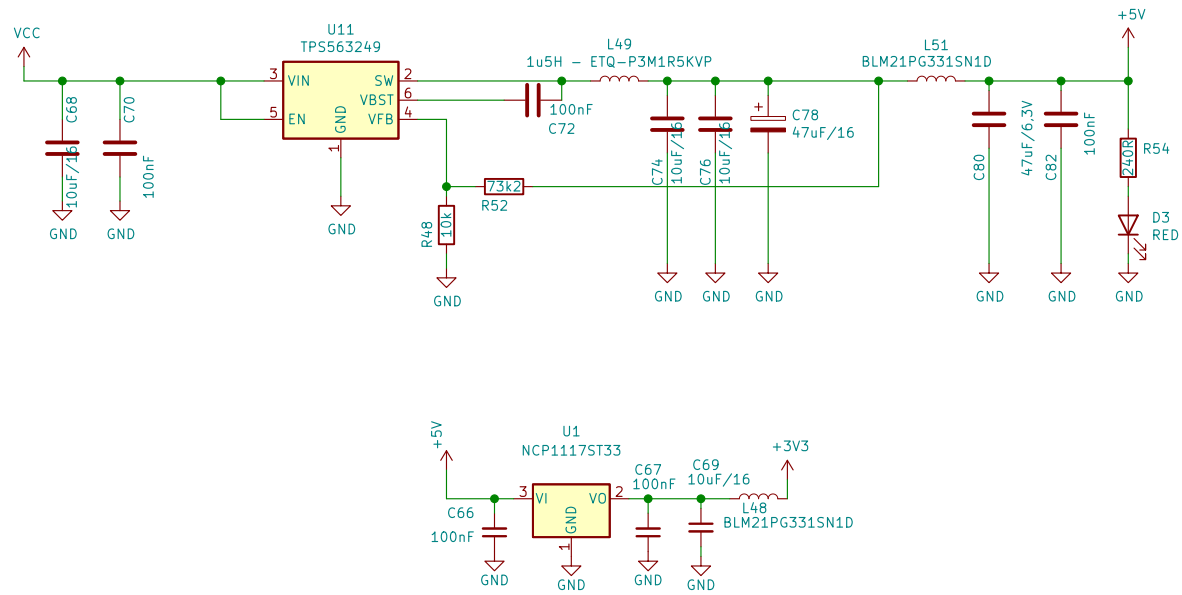 VCC
U11
TPS563249
3
VIN
5
EN
GND
1
SW
2
VBST
6
VFB
4
C68
10uF/16
C70
100nF
GND
GND
GND
100nF
C72
L49
1u5H - ETQ-P3M1R5KVP
73k2
R52
R48
10k
GND
C74
10uF/16
C76
10uF/16
+
C78
47uF/16
GND
GND
GND
L51
BLM21PG331SN1D
+5V
C80
47uF/6,3V
C82
100nF
240R
R54
D3
RED
GND
GND
GND
+5V
U1
NCP1117ST33
3
VI
VO
2
GND
1
C66
100nF
C67
100nF
C69
10uF/16
+3V3
L48
BLM21PG331SN1D
GND
GND
GND
GND